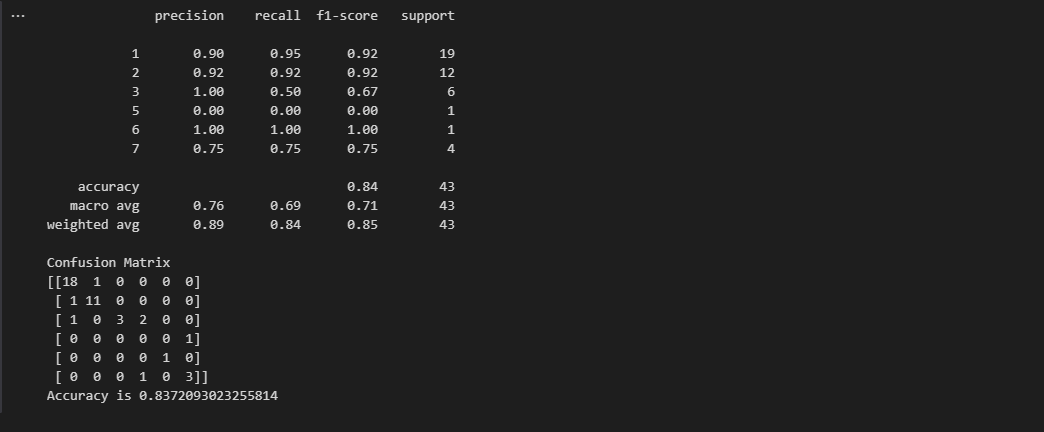 ...
              precision    recall  f1-score   support

           1       0.90      0.95      0.92        19
           2       0.92      0.92      0.92        12
           3       1.00      0.50      0.67         6
           5       0.00      0.00      0.00         1
           6       1.00      1.00      1.00         1
           7       0.75      0.75      0.75         4

    accuracy                           0.84        43
   macro avg       0.76      0.69      0.71        43
weighted avg       0.89      0.84      0.85        43

Confusion Matrix
[[18  1  0  0  0  0]
 [ 1 11  0  0  0  0]
 [ 1  0  3  2  0  0]
 [ 0  0  0  0  0  1]
 [ 0  0  0  0  1  0]
 [ 0  0  0  1  0  3]]
Accuracy is 0.8372093023255814